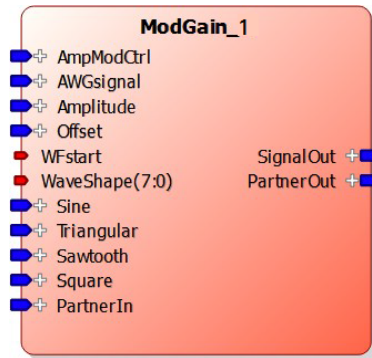 ModGain_1
AmpModCtrl
AWGsignal
Amplitude
Offset
WFstart
SignalOut
WaveShape(7:0)
PartnerOut
Sine
Triangular
Sawtooth
Square
PartnerIn